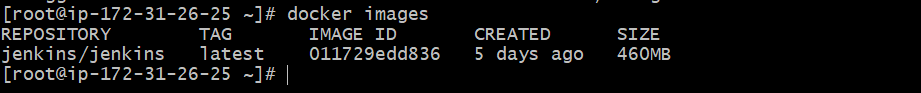 [root@ip-172-31-26-25 ~]# docker images
REPOSITORY TAG IMAGE ID CREATED SIZE
jenkins/jenkins latest 011729edd836 5 days ago 460MB
[root@ip-172-31-26-25 ~]#